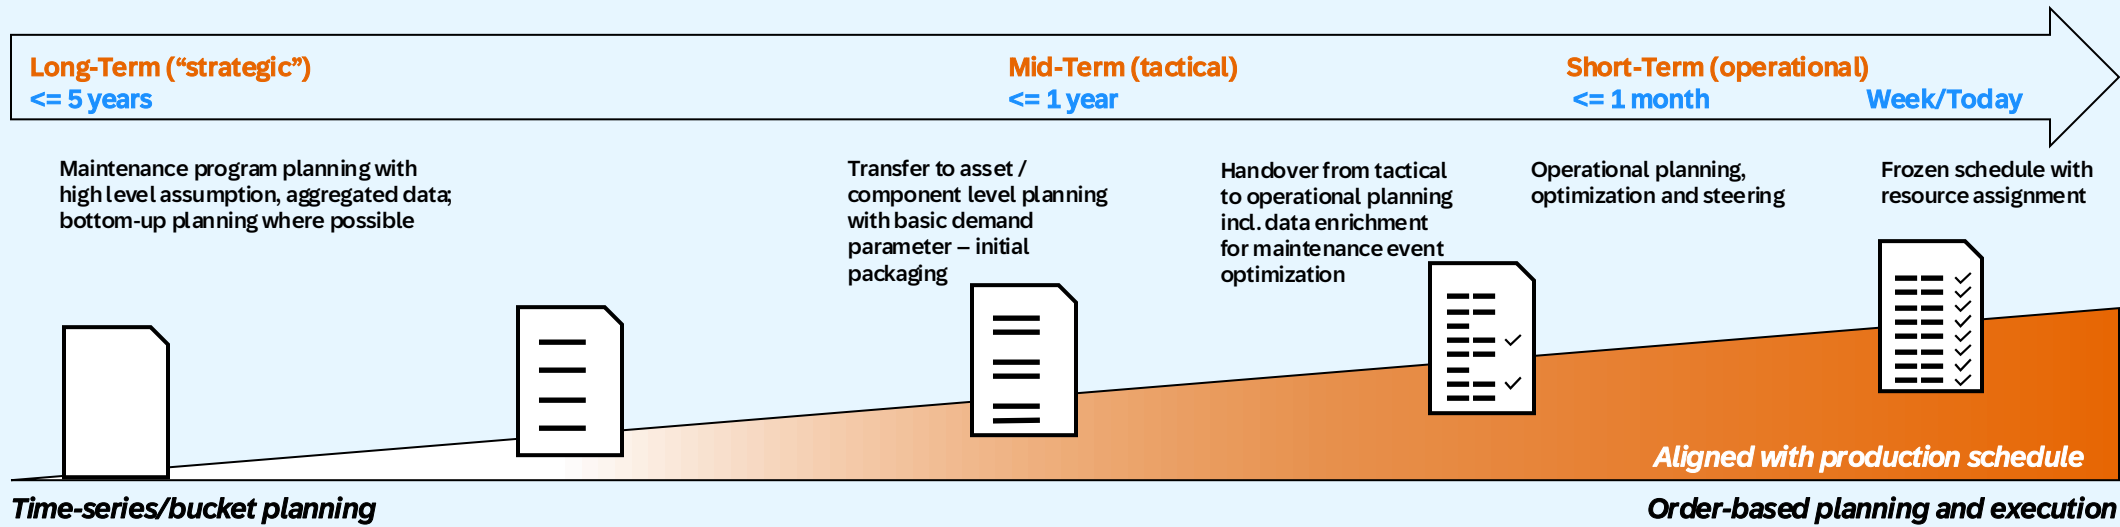 Long-Term (“strategic”)
<= 5 years
Mid-Term (tactical)
<= 1 year
Short-Term (operational)
<= 1 month
Week/Today
Maintenance program planning with
high level assumption, aggregated data;
bottom-up planning where possible
Transfer to asset /
component level planning
with basic demand
parameter – initial
packaging
Handover from tactical
to operational planning
incl. data enrichment
for maintenance event
optimization
Operational planning,
optimization and steering
Frozen schedule with
resource assignment
Aligned with production schedule
Time-series/bucket planning
Order-based planning and execution